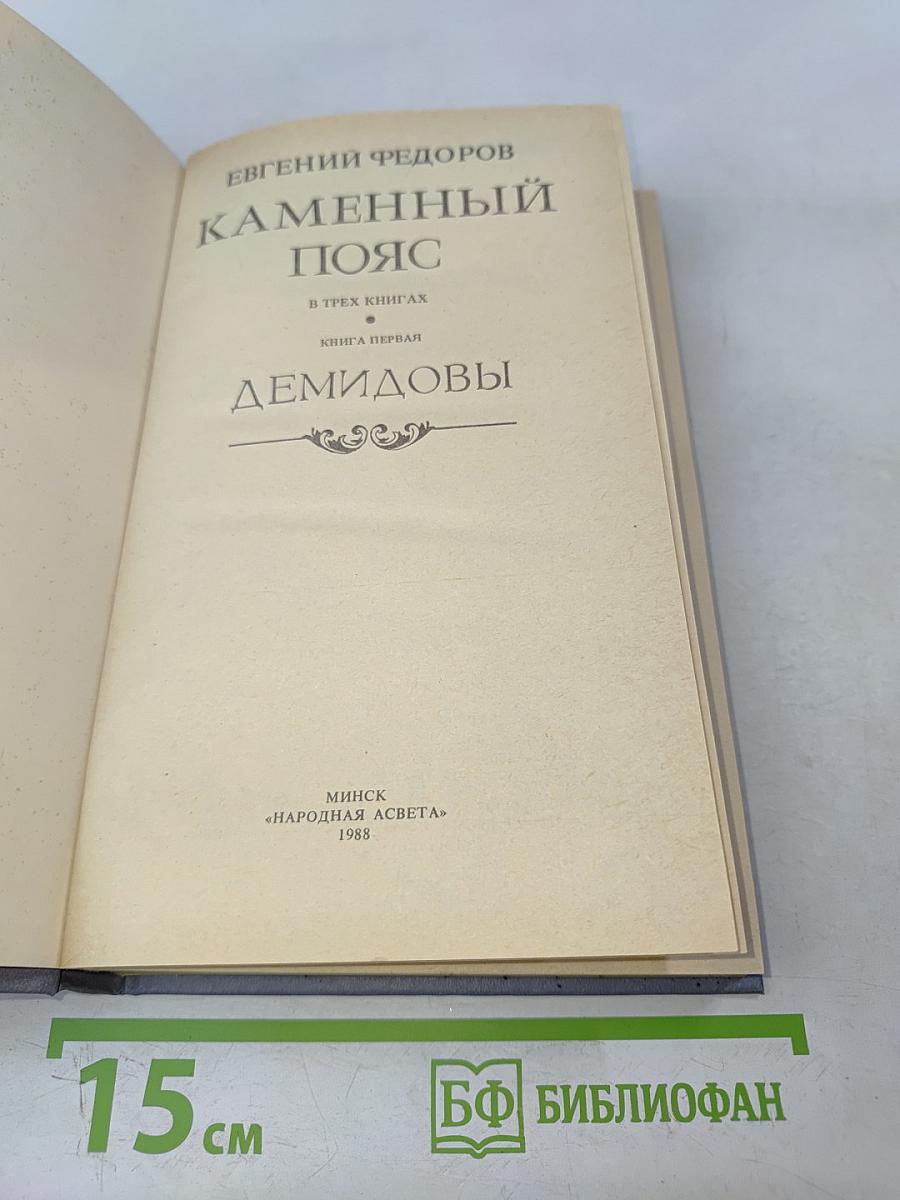 ЕВГЕНИЙ ФЕДОРОВ
КАМЕННЫЙ
ПОЯС
В ТРЕХ КНИГАХ
•
КНИГА ПЕРВАЯ
ДЕМИДОВЫ
МИНСК
«НАРОДНАЯ АСВЕТА»
1988
15 см
БФ БИБЛИОФАН